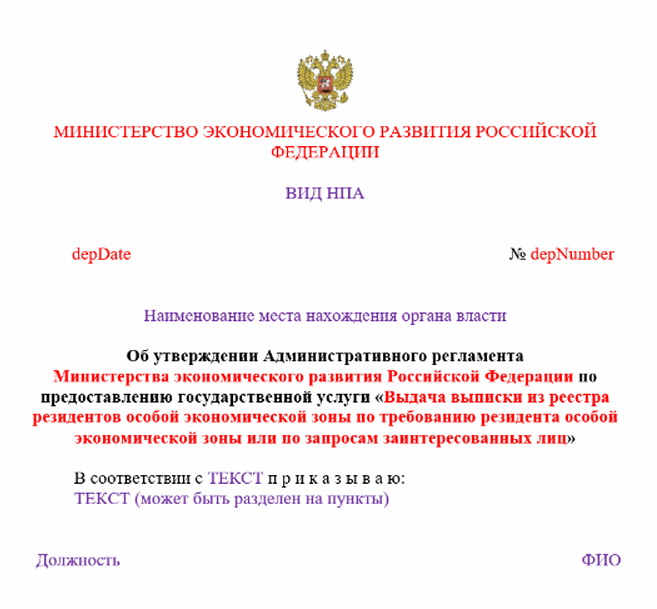 МИНИСТЕРСТВО ЭКОНОМИЧЕСКОГО РАЗВИТИЯ РОССИЙСКОЙ
ФЕДЕРАЦИИ
ВИД НПА
depDate № depNumber
Наименование места нахождения органа власти
Об утверждении Административного регламента
Министерства экономического развития Российской Федерации по
предоставлению государственной услуги «Выдача выписки из реестра
резидентов особой экономической зоны по требованию резидента особой
экономической зоны или по запросам заинтересованных лиц»
В соответствии с ТЕКСТ п р и к а з ы в а ю:
ТЕКСТ (может быть разделен на пункты)
Должность ФИО